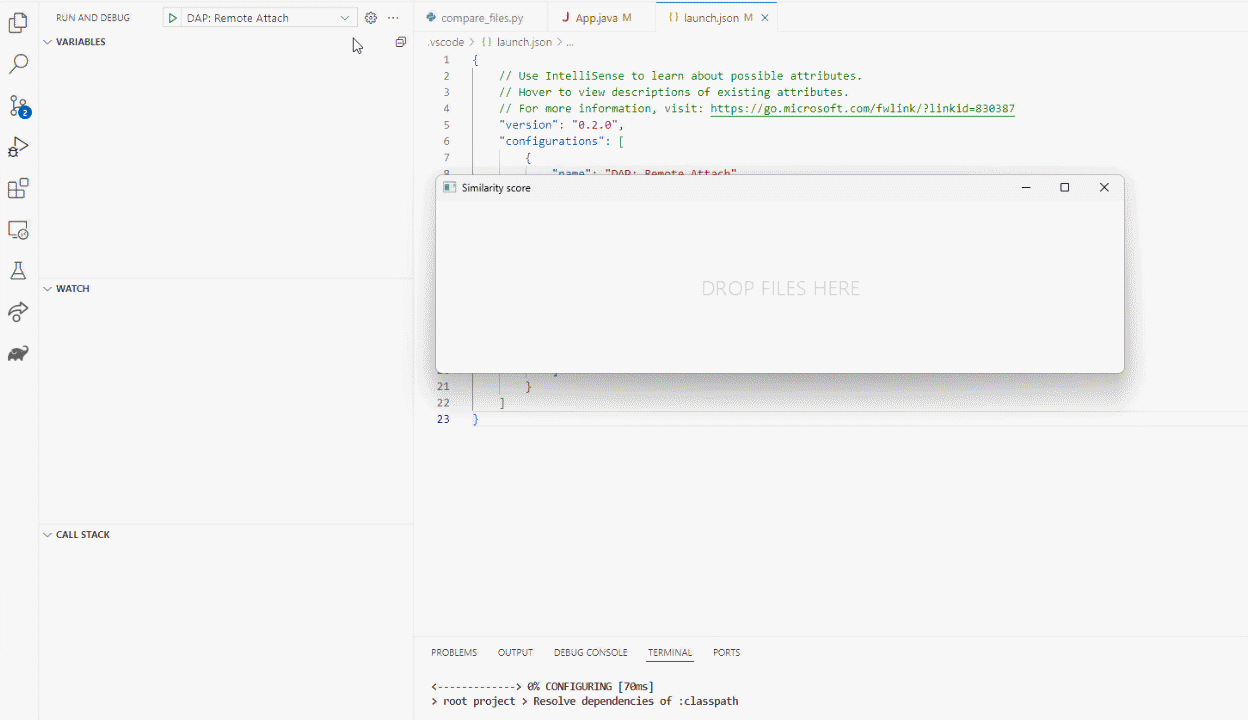 RUN AND DEBUG
DAP: Remote Attach
VARIABLES
2
WATCH
CALL STACK
compare_files.py
App.java M
launch.json M
.vscode > {} launch.json > ...
1 {
2 // Use IntelliSense to learn about possible attributes.
3 // Hover to view descriptions of existing attributes.
4 // For more information, visit: https://go.microsoft.com/fwlink/?linkid=830387
5 "version": "0.2.0",
6 "configurations": [
7 {
8 "name": "DAP: Remote Attach"
Similarity score
DROP FILES HERE
21 }
22 ]
23 }
PROBLEMS OUTPUT DEBUG CONSOLE TERMINAL PORTS
<-------------> 0% CONFIGURING [70ms]
> root project > Resolve dependencies of :classpath